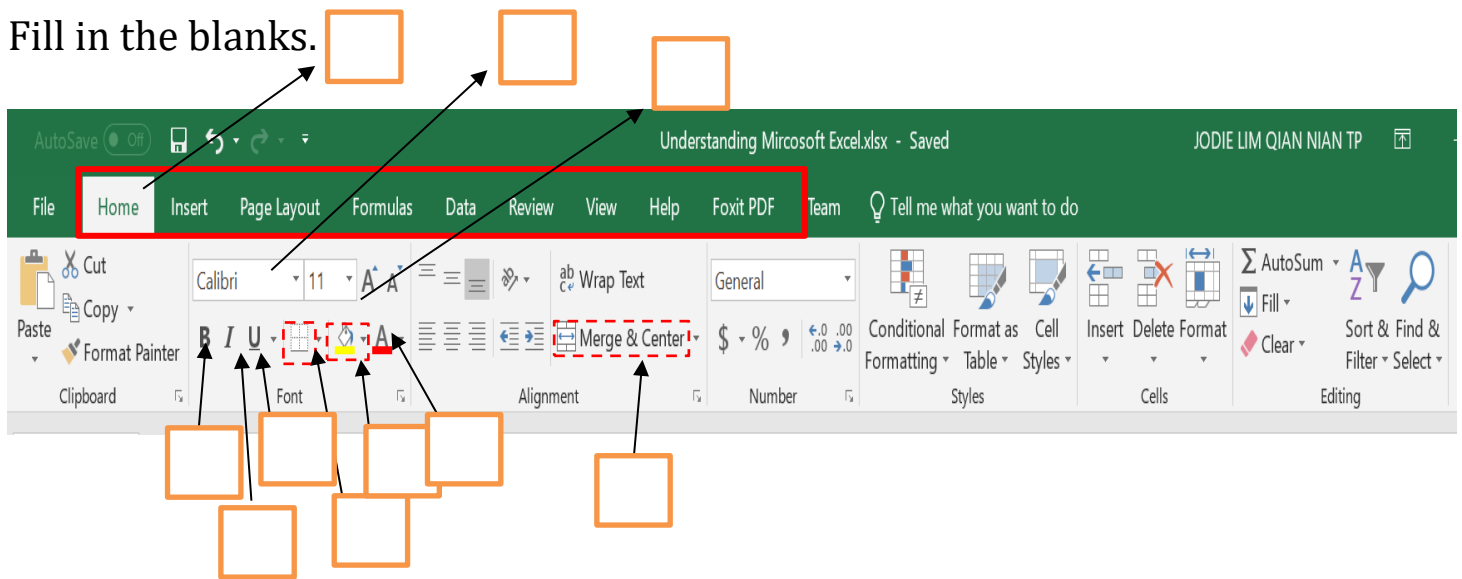 Fill in the blanks.
AutoSave Off Understanding Mircosoft Excel.xlsx - Saved JODIE LIM QIAN NIAN TP
File Home Insert Page Layout Formulas Data Review View Help Foxit PDF Team Tell me what you want to do
Cut
Copy
Format Painter
Paste
Clipboard
Calibri 11 A A
B I U A
Font
ab Wrap Text
Merge & Center
Alignment
General
$ % , .0 .00 .00 .0
Number
Conditional Formatting
Format as Table
Cell Styles
Styles
Insert Delete Format
Cells
Σ AutoSum
Fill
Clear
A Z
Sort & Filter
Find & Select
Editing